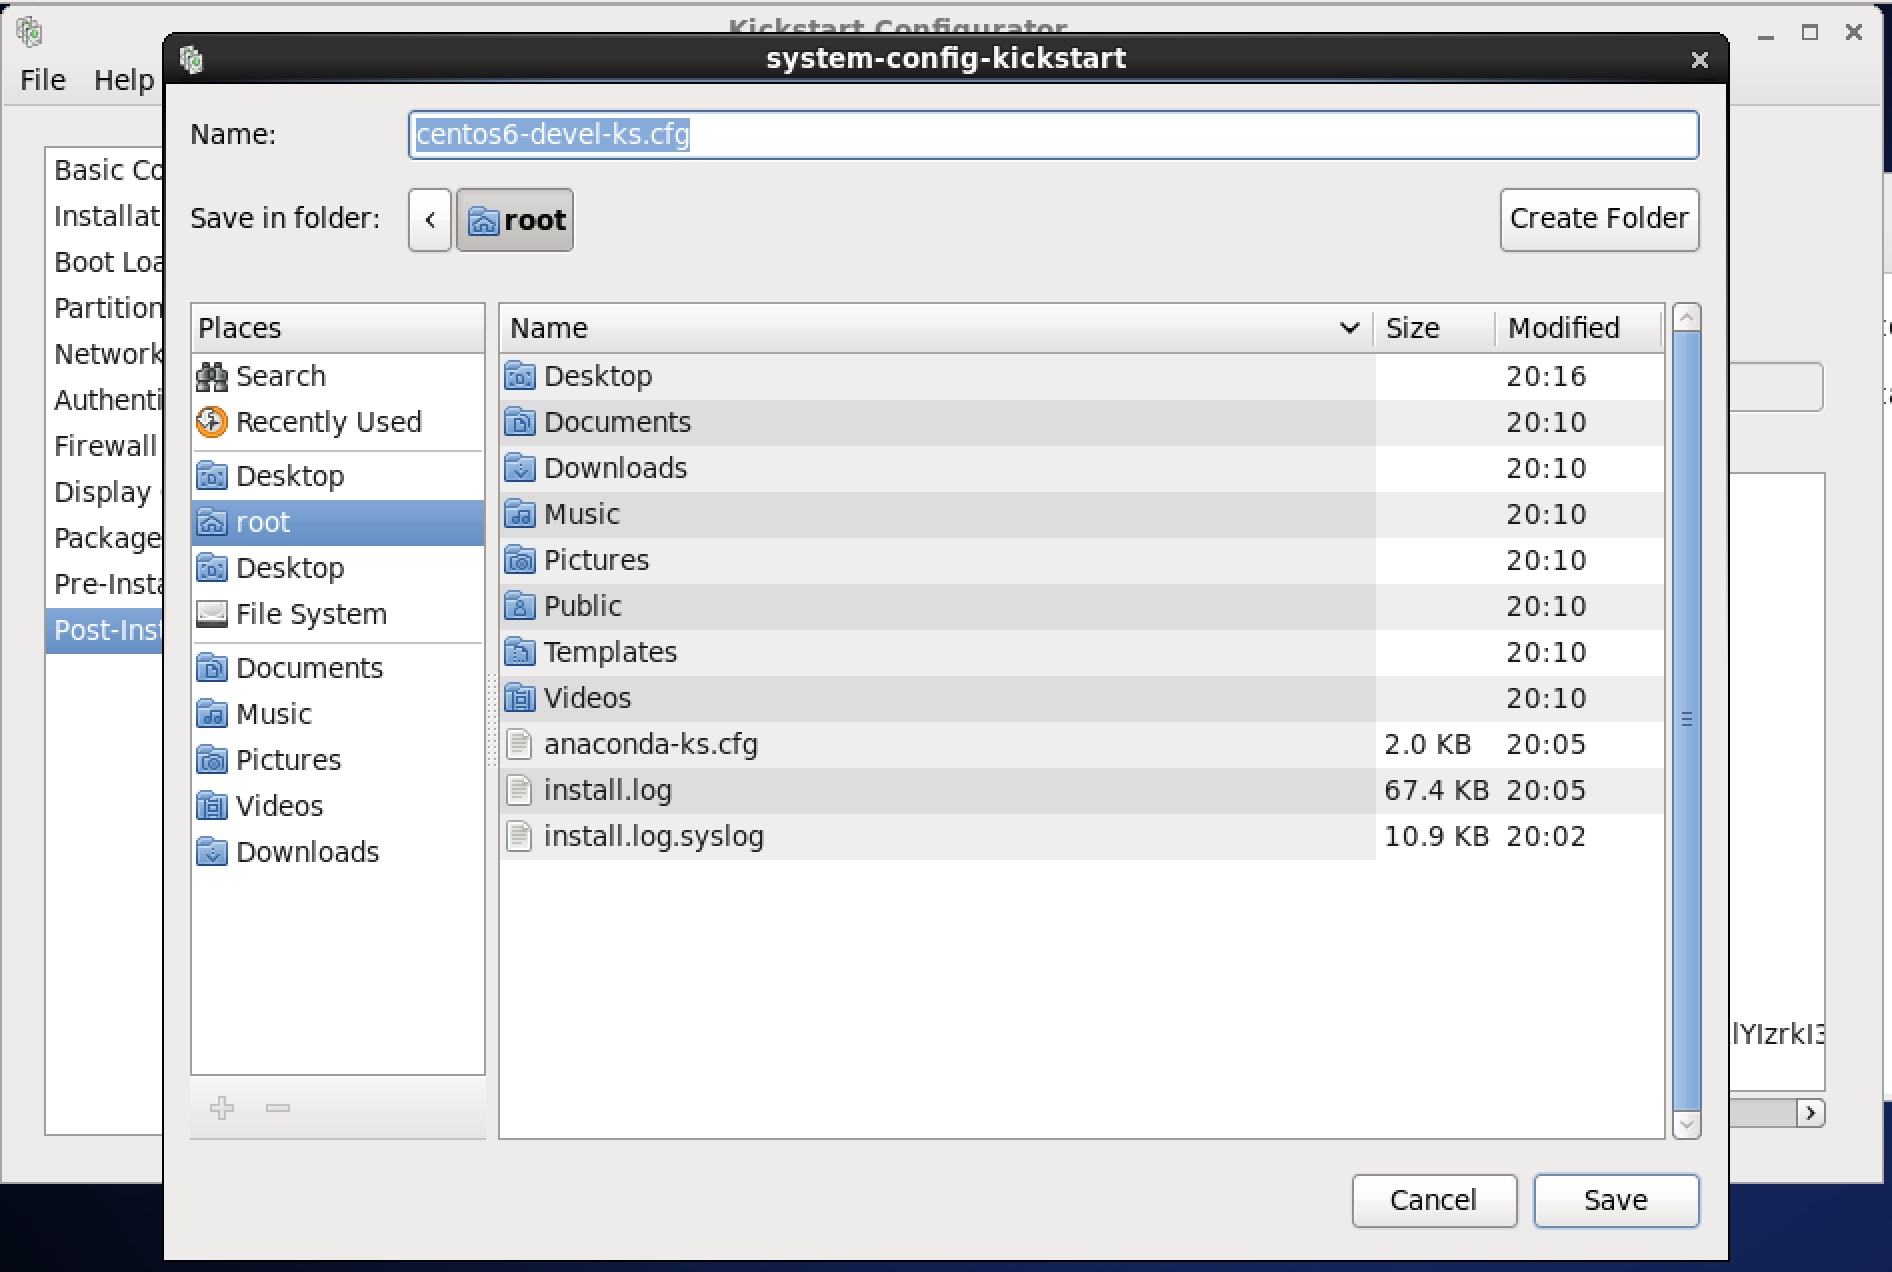 Kickstart Configurator
system-config-kickstart
File Help
Name: centos6-devel-ks.cfg
Save in folder: root Create Folder
Basic Co
Installat
Boot Loa
Partition
Network
Authenti
Firewall
Display
Package
Pre-Insta
Post-Inst
Places
Search
Recently Used
Desktop
root
Desktop
File System
Documents
Music
Pictures
Videos
Downloads
Name Size Modified
Desktop 20:16
Documents 20:10
Downloads 20:10
Music 20:10
Pictures 20:10
Public 20:10
Templates 20:10
Videos 20:10
anaconda-ks.cfg 2.0 KB 20:05
install.log 67.4 KB 20:05
install.log.syslog 10.9 KB 20:02
Cancel Save